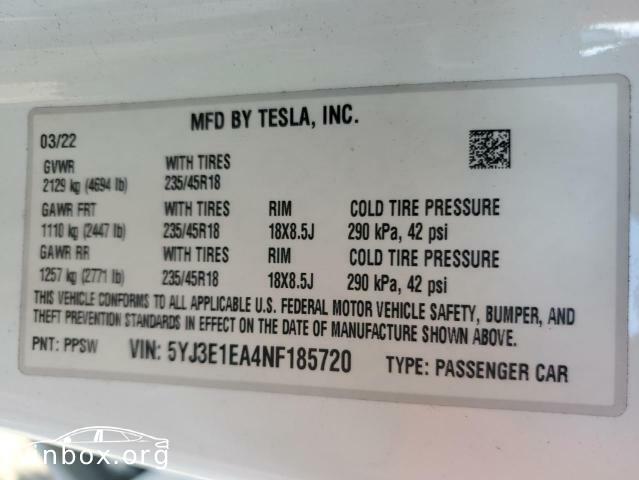 MFD BY TESLA, INC.
03/22
GVWR WITH TIRES
2129 kg (4694 lb) 235/45R18
GAWR FRT WITH TIRES RIM COLD TIRE PRESSURE
1110 kg (2447 lb) 235/45R18 18X8.5J 290 kPa, 42 psi
GAWR RR WITH TIRES RIM COLD TIRE PRESSURE
1257 kg (2771 lb) 235/45R18 18X8.5J 290 kPa, 42 psi
THIS VEHICLE CONFORMS TO ALL APPLICABLE U.S. FEDERAL MOTOR VEHICLE SAFETY, BUMPER, AND
THEFT PREVENTION STANDARDS IN EFFECT ON THE DATE OF MANUFACTURE SHOWN ABOVE.
PNT: PPSW VIN: 5YJ3E1EA4NF185720 TYPE: PASSENGER CAR
vinbox.org